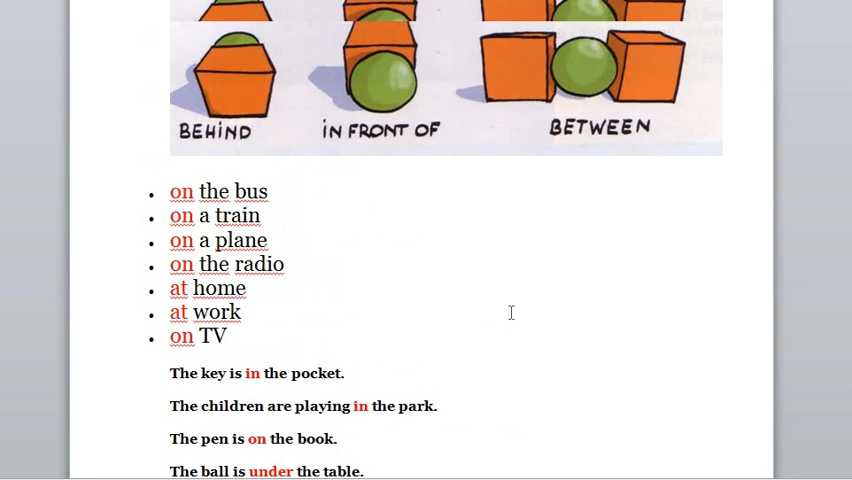 BEHIND IN FRONT OF BETWEEN
on the bus
on a train
on a plane
on the radio
at home
at work
on TV
The key is in the pocket.
The children are playing in the park.
The pen is on the book.
The ball is under the table.